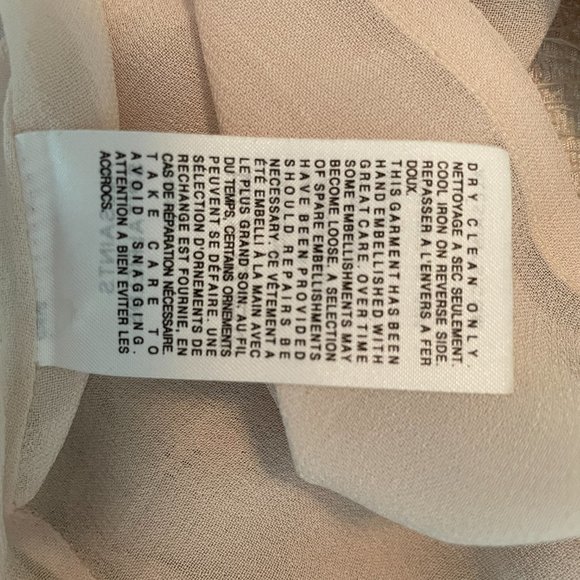 DRY CLEAN ONLY.
NETTOYAGE A SEC SEULEMENT.
COOL IRON ON REVERSE SIDE.
REPASSER A L'ENVERS A FER
DOUX.
THIS GARMENT HAS BEEN
HAND EMBELLISHED WITH
GREAT CARE, OVER TIME
SOME EMBELLISHMENTS MAY
BECOME LOOSE. A SELECTION
OF SPARE EMBELLISHMENTS
HAVE BEEN PROVIDED
SHOULD REPAIRS BE
NECESSARY. CE VÊTEMENT A
ÉTÉ EMBELLI À LA MAIN AVEC
LE PLUS GRAND SOIN. AU FIL
DU TEMPS, CERTAINS ORNEMENTS
PEUVENT SE DÉFAIRE. UNE
SÉLECTION D'ORNEMENTS DE
RECHANGE EST FOURNIE, EN
CAS DE RÉPARATION NÉCESSAIRE.
TAKE CARE TO
AVOID SNAGGING.
ATTENTION A BIEN EVITER LES
ACCROCS.